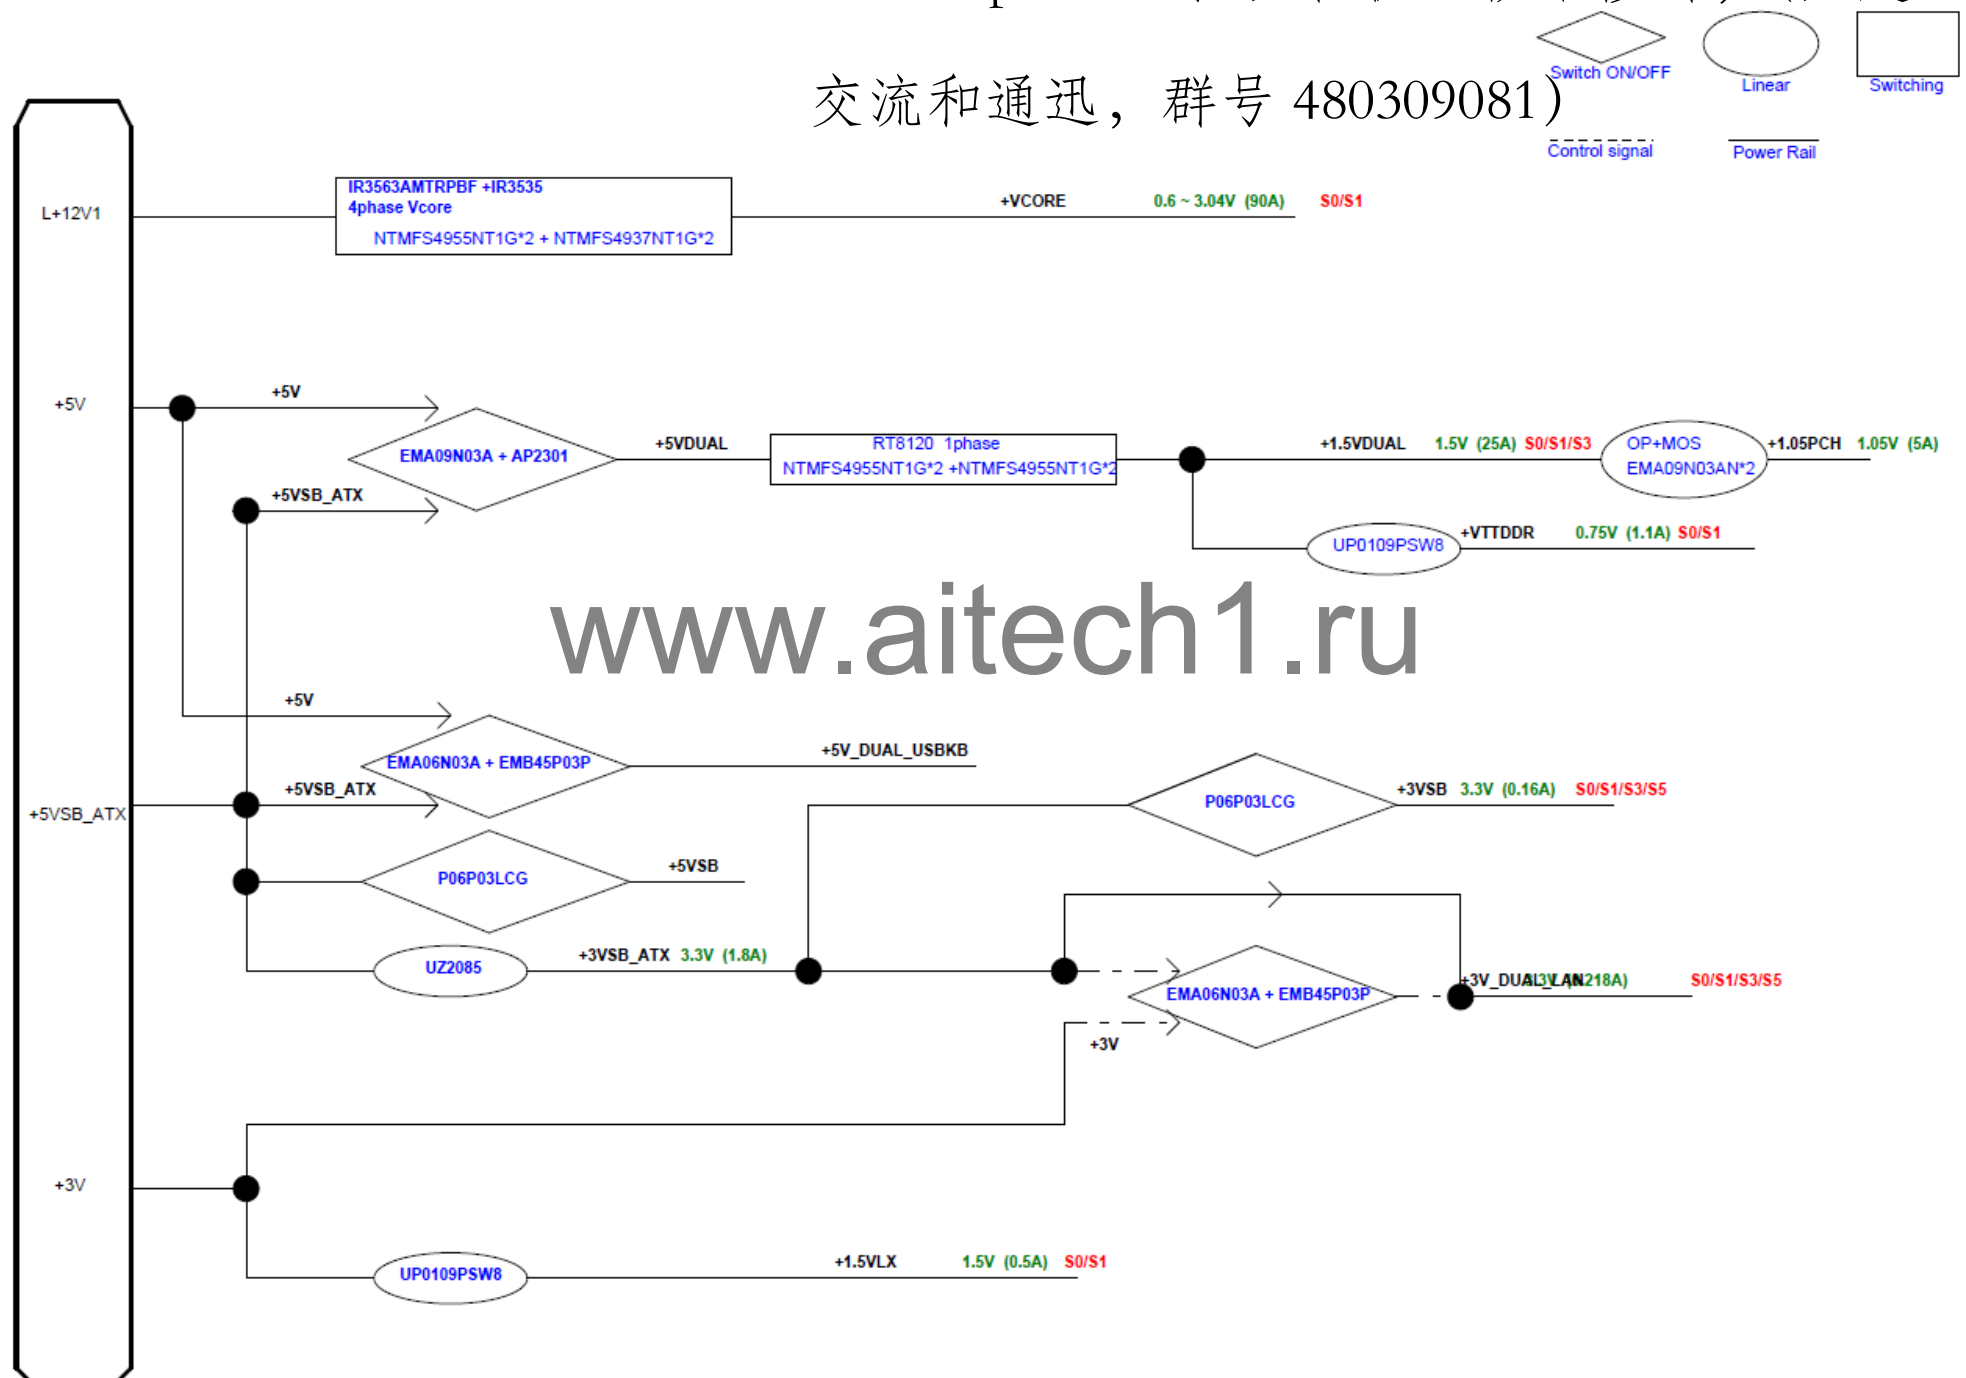 交流和通迅，群号 480309081）
Switch ON/OFF
Linear
Switching
Control signal
Power Rail
L+12V1
IR3563AMTRPBF +IR3535
4phase Vcore
NTMFS4955NT1G*2 + NTMFS4937NT1G*2
+VCORE 0.6 ~ 3.04V (90A) S0/S1
+5V
+5V
EMA09N03A + AP2301
+5VSB_ATX
+5VDUAL
RT8120 1phase
NTMFS4955NT1G*2 +NTMFS4955NT1G*2
+1.5VDUAL 1.5V (25A) S0/S1/S3
OP+MOS
EMA09N03AN*2
+1.05PCH 1.05V (5A)
UP0109PSW8
+VTTDDR 0.75V (1.1A) S0/S1
www.aitech1.ru
+5V
EMA06N03A + EMB45P03P
+5V_DUAL_USBKB
+5VSB_ATX
+5VSB_ATX
P06P03LCG
+3VSB 3.3V (0.16A) S0/S1/S3/S5
P06P03LCG
+5VSB
UZ2085
+3VSB_ATX 3.3V (1.8A)
EMA06N03A + EMB45P03P
+3V_DUAL_LAN
S0/S1/S3/S5
+3V
+3V
UP0109PSW8
+1.5VLX 1.5V (0.5A) S0/S1